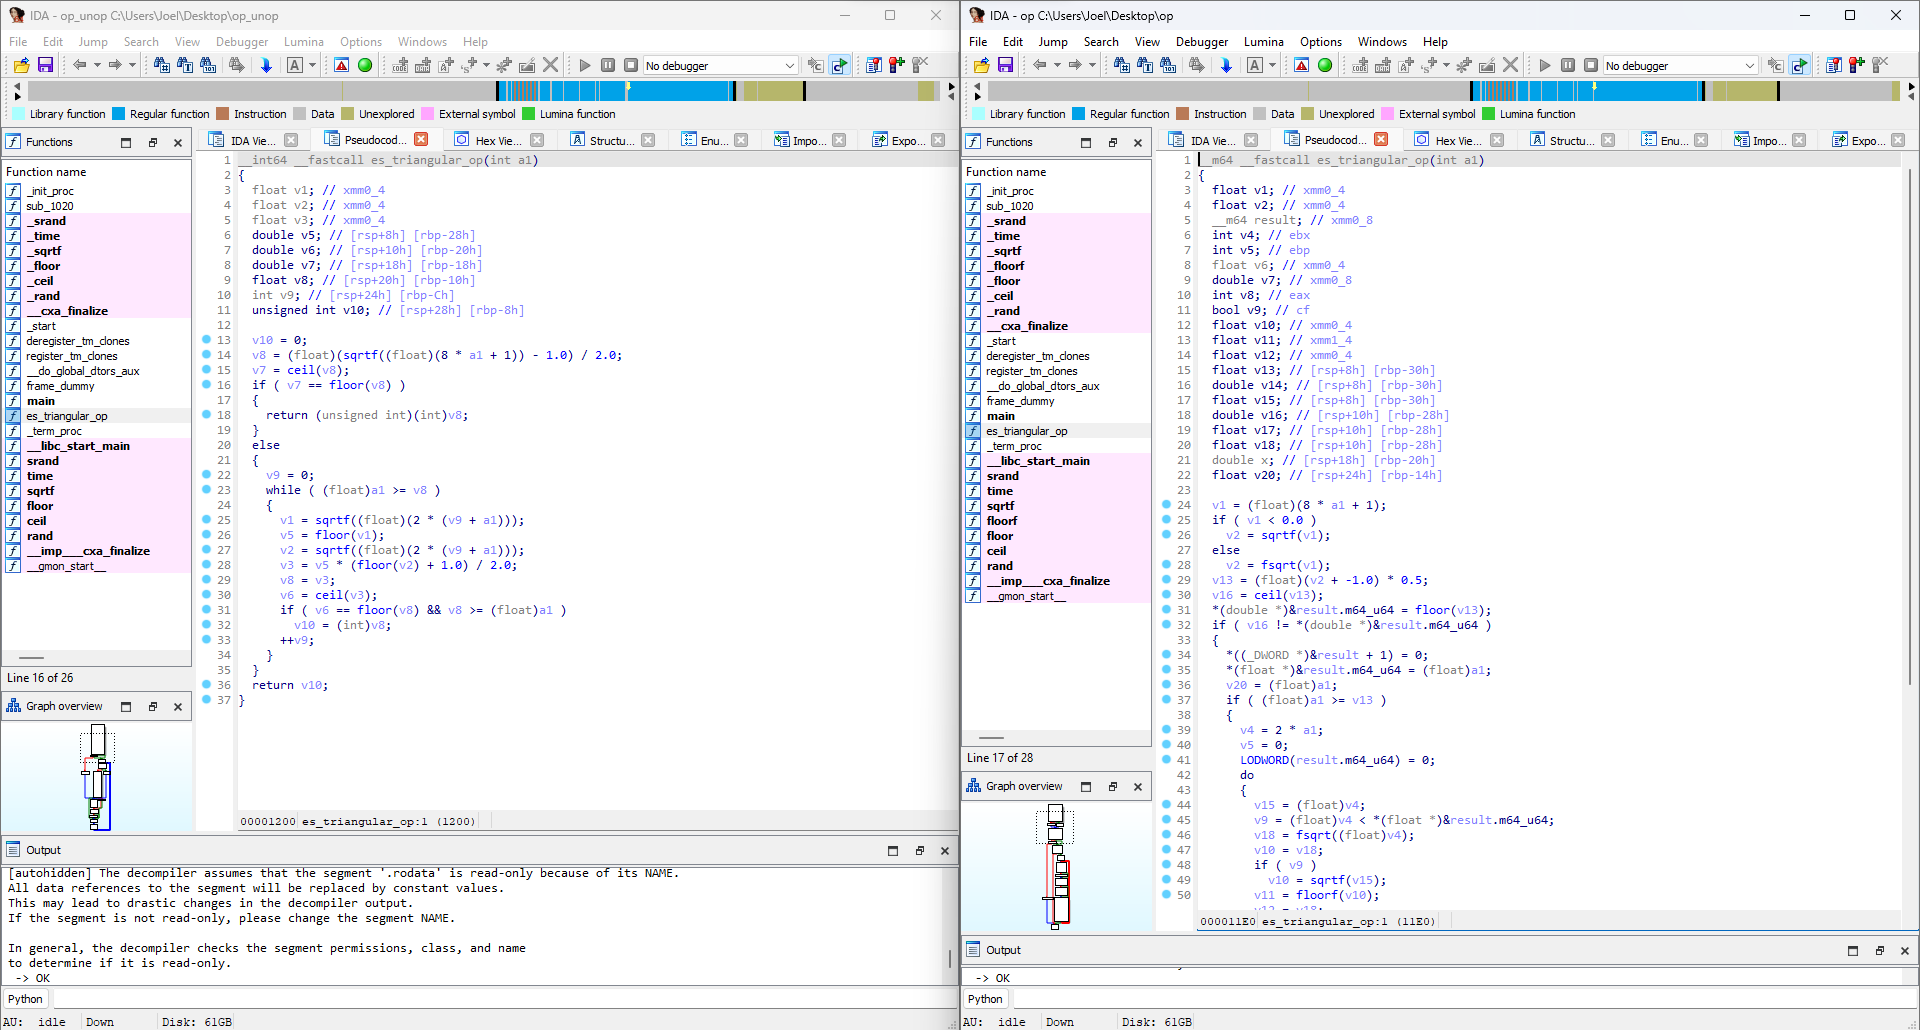 IDA - op_unop C:\Users\Joel\Desktop\op_unop
File Edit Jump Search View Debugger Lumina Options Windows Help
No debugger
Library function Regular function Instruction Data Unexplored External symbol Lumina function
Functions
Function name
_init_proc
sub_1020
_srand
_time
_sqrtf
_floor
_ceil
_rand
__cxa_finalize
_start
deregister_tm_clones
register_tm_clones
__do_global_dtors_aux
frame_dummy
main
es_triangular_op
_term_proc
__libc_start_main
srand
time
sqrtf
floor
ceil
rand
__imp___cxa_finalize
__gmon_start__
Line 16 of 26
Graph overview
IDA Vie... Pseudocod... Hex Vie... Structu... Enu... Impo... Expo...
1 __int64 __fastcall es_triangular_op(int a1)
2 {
3 float v1; // xmm0_4
4 float v2; // xmm0_4
5 float v3; // xmm0_4
6 double v5; // [rsp+8h] [rbp-28h]
7 double v6; // [rsp+10h] [rbp-20h]
8 double v7; // [rsp+18h] [rbp-18h]
9 float v8; // [rsp+20h] [rbp-10h]
10 int v9; // [rsp+24h] [rbp-Ch]
11 unsigned int v10; // [rsp+28h] [rbp-8h]
12
13 v10 = 0;
14 v8 = (float)(sqrtf((float)(8 * a1 + 1)) - 1.0) / 2.0;
15 v7 = ceil(v8);
16 if ( v7 == floor(v8) )
17 {
18 return (unsigned int)(int)v8;
19 }
20 else
21 {
22 v9 = 0;
23 while ( (float)a1 >= v8 )
24 {
25 v1 = sqrtf((float)(2 * (v9 + a1)));
26 v5 = floor(v1);
27 v2 = sqrtf((float)(2 * (v9 + a1)));
28 v3 = v5 * (floor(v2) + 1.0) / 2.0;
29 v8 = v3;
30 v6 = ceil(v3);
31 if ( v6 == floor(v8) && v8 >= (float)a1 )
32 v10 = (int)v8;
33 ++v9;
34 }
35 }
36 return v10;
37 }
00001200 es_triangular_op:1 (1200)
Output
[autohidden] The decompiler assumes that the segment '.rodata' is read-only because of its NAME.
All data references to the segment will be replaced by constant values.
This may lead to drastic changes in the decompiler output.
If the segment is not read-only, please change the segment NAME.
In general, the decompiler checks the segment permissions, class, and name
to determine if it is read-only.
-> OK
Python
AU: idle Down Disk: 61GB
IDA - op C:\Users\Joel\Desktop\op
File Edit Jump Search View Debugger Lumina Options Windows Help
No debugger
Library function Regular function Instruction Data Unexplored External symbol Lumina function
Functions
Function name
_init_proc
sub_1020
_srand
_time
_sqrtf
_floorf
_floor
_ceil
_rand
__cxa_finalize
_start
deregister_tm_clones
register_tm_clones
__do_global_dtors_aux
frame_dummy
main
es_triangular_op
_term_proc
__libc_start_main
srand
time
sqrtf
floorf
floor
ceil
rand
__imp___cxa_finalize
__gmon_start__
Line 17 of 28
Graph overview
IDA Vie... Pseudocod... Hex Vie... Structu... Enu... Impo... Expo...
1 __m64 __fastcall es_triangular_op(int a1)
2 {
3 float v1; // xmm0_4
4 float v2; // xmm0_4
5 __m64 result; // xmm0_8
6 int v4; // ebx
7 int v5; // ebp
8 float v6; // xmm0_4
9 double v7; // xmm0_8
10 int v8; // eax
11 bool v9; // cf
12 float v10; // xmm0_4
13 float v11; // xmm1_4
14 float v12; // xmm0_4
15 float v13; // [rsp+8h] [rbp-30h]
16 double v14; // [rsp+8h] [rbp-30h]
17 float v15; // [rsp+8h] [rbp-30h]
18 double v16; // [rsp+10h] [rbp-28h]
19 float v17; // [rsp+10h] [rbp-28h]
20 float v18; // [rsp+10h] [rbp-28h]
21 double x; // [rsp+18h] [rbp-20h]
22 float v20; // [rsp+24h] [rbp-14h]
23
24 v1 = (float)(8 * a1 + 1);
25 if ( v1 < 0.0 )
26 v2 = sqrtf(v1);
27 else
28 v2 = fsqrt(v1);
29 v13 = (float)(v2 + -1.0) * 0.5;
30 v16 = ceil(v13);
31 *(double *)&result.m64_u64 = floor(v13);
32 if ( v16 != *(double *)&result.m64_u64 )
33 {
34 *((_DWORD *)&result + 1) = 0;
35 *(float *)&result.m64_u64 = (float)a1;
36 v20 = (float)a1;
37 if ( (float)a1 >= v13 )
38 {
39 v4 = 2 * a1;
40 v5 = 0;
41 LODWORD(result.m64_u64) = 0;
42 do
43 {
44 v15 = (float)v4;
45 v9 = (float)v4 < *(float *)&result.m64_u64;
46 v18 = fsqrt((float)v4);
47 v10 = v18;
48 if ( v9 )
49 v10 = sqrtf(v15);
50 v11 = floorf(v10);
000011E0 es_triangular_op:1 (11E0)
Output
-> OK
Python
AU: idle Down Disk: 61GB